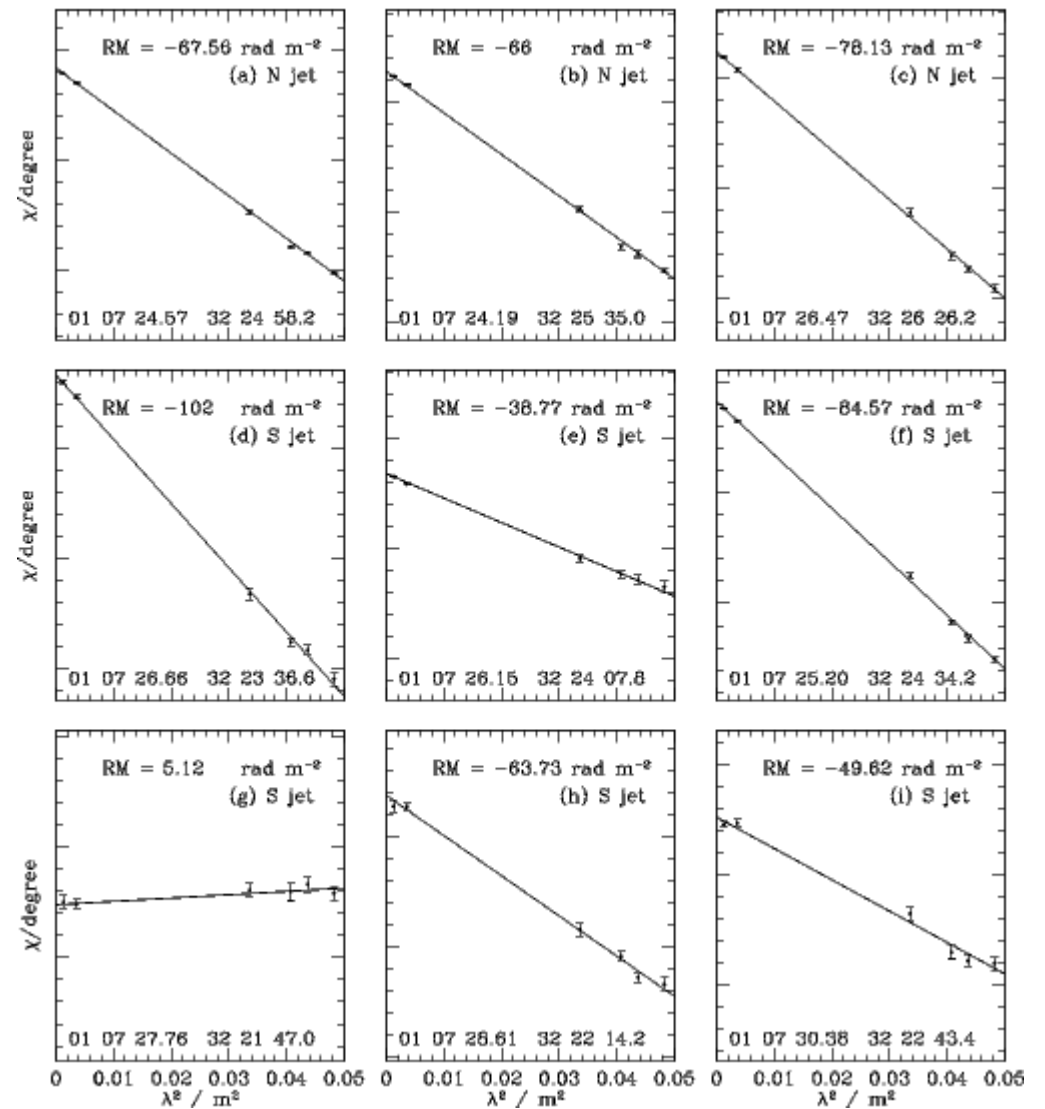 RM = -67.56 rad m⁻²
(a) N jet
01 07 24.57 32 24 58.2
RM = -66 rad m⁻²
(b) N jet
01 07 24.19 32 25 35.0
RM = -78.13 rad m⁻²
(c) N jet
01 07 26.47 32 26 26.2
χ/degree
RM = -102 rad m⁻²
(d) S jet
01 07 26.66 32 23 36.6
RM = -38.77 rad m⁻²
(e) S jet
01 07 26.15 32 24 07.8
RM = -84.57 rad m⁻²
(f) S jet
01 07 25.20 32 24 34.2
χ/degree
RM = 5.12 rad m⁻²
(g) S jet
01 07 27.76 32 21 47.0
RM = -63.73 rad m⁻²
(h) S jet
01 07 28.61 32 22 14.2
RM = -49.62 rad m⁻²
(i) S jet
01 07 30.38 32 22 43.4
χ/degree
0 0.01 0.02 0.03 0.04 0.05
λ² / m²
0 0.01 0.02 0.03 0.04 0.05
λ² / m²
0 0.01 0.02 0.03 0.04 0.05
λ² / m²